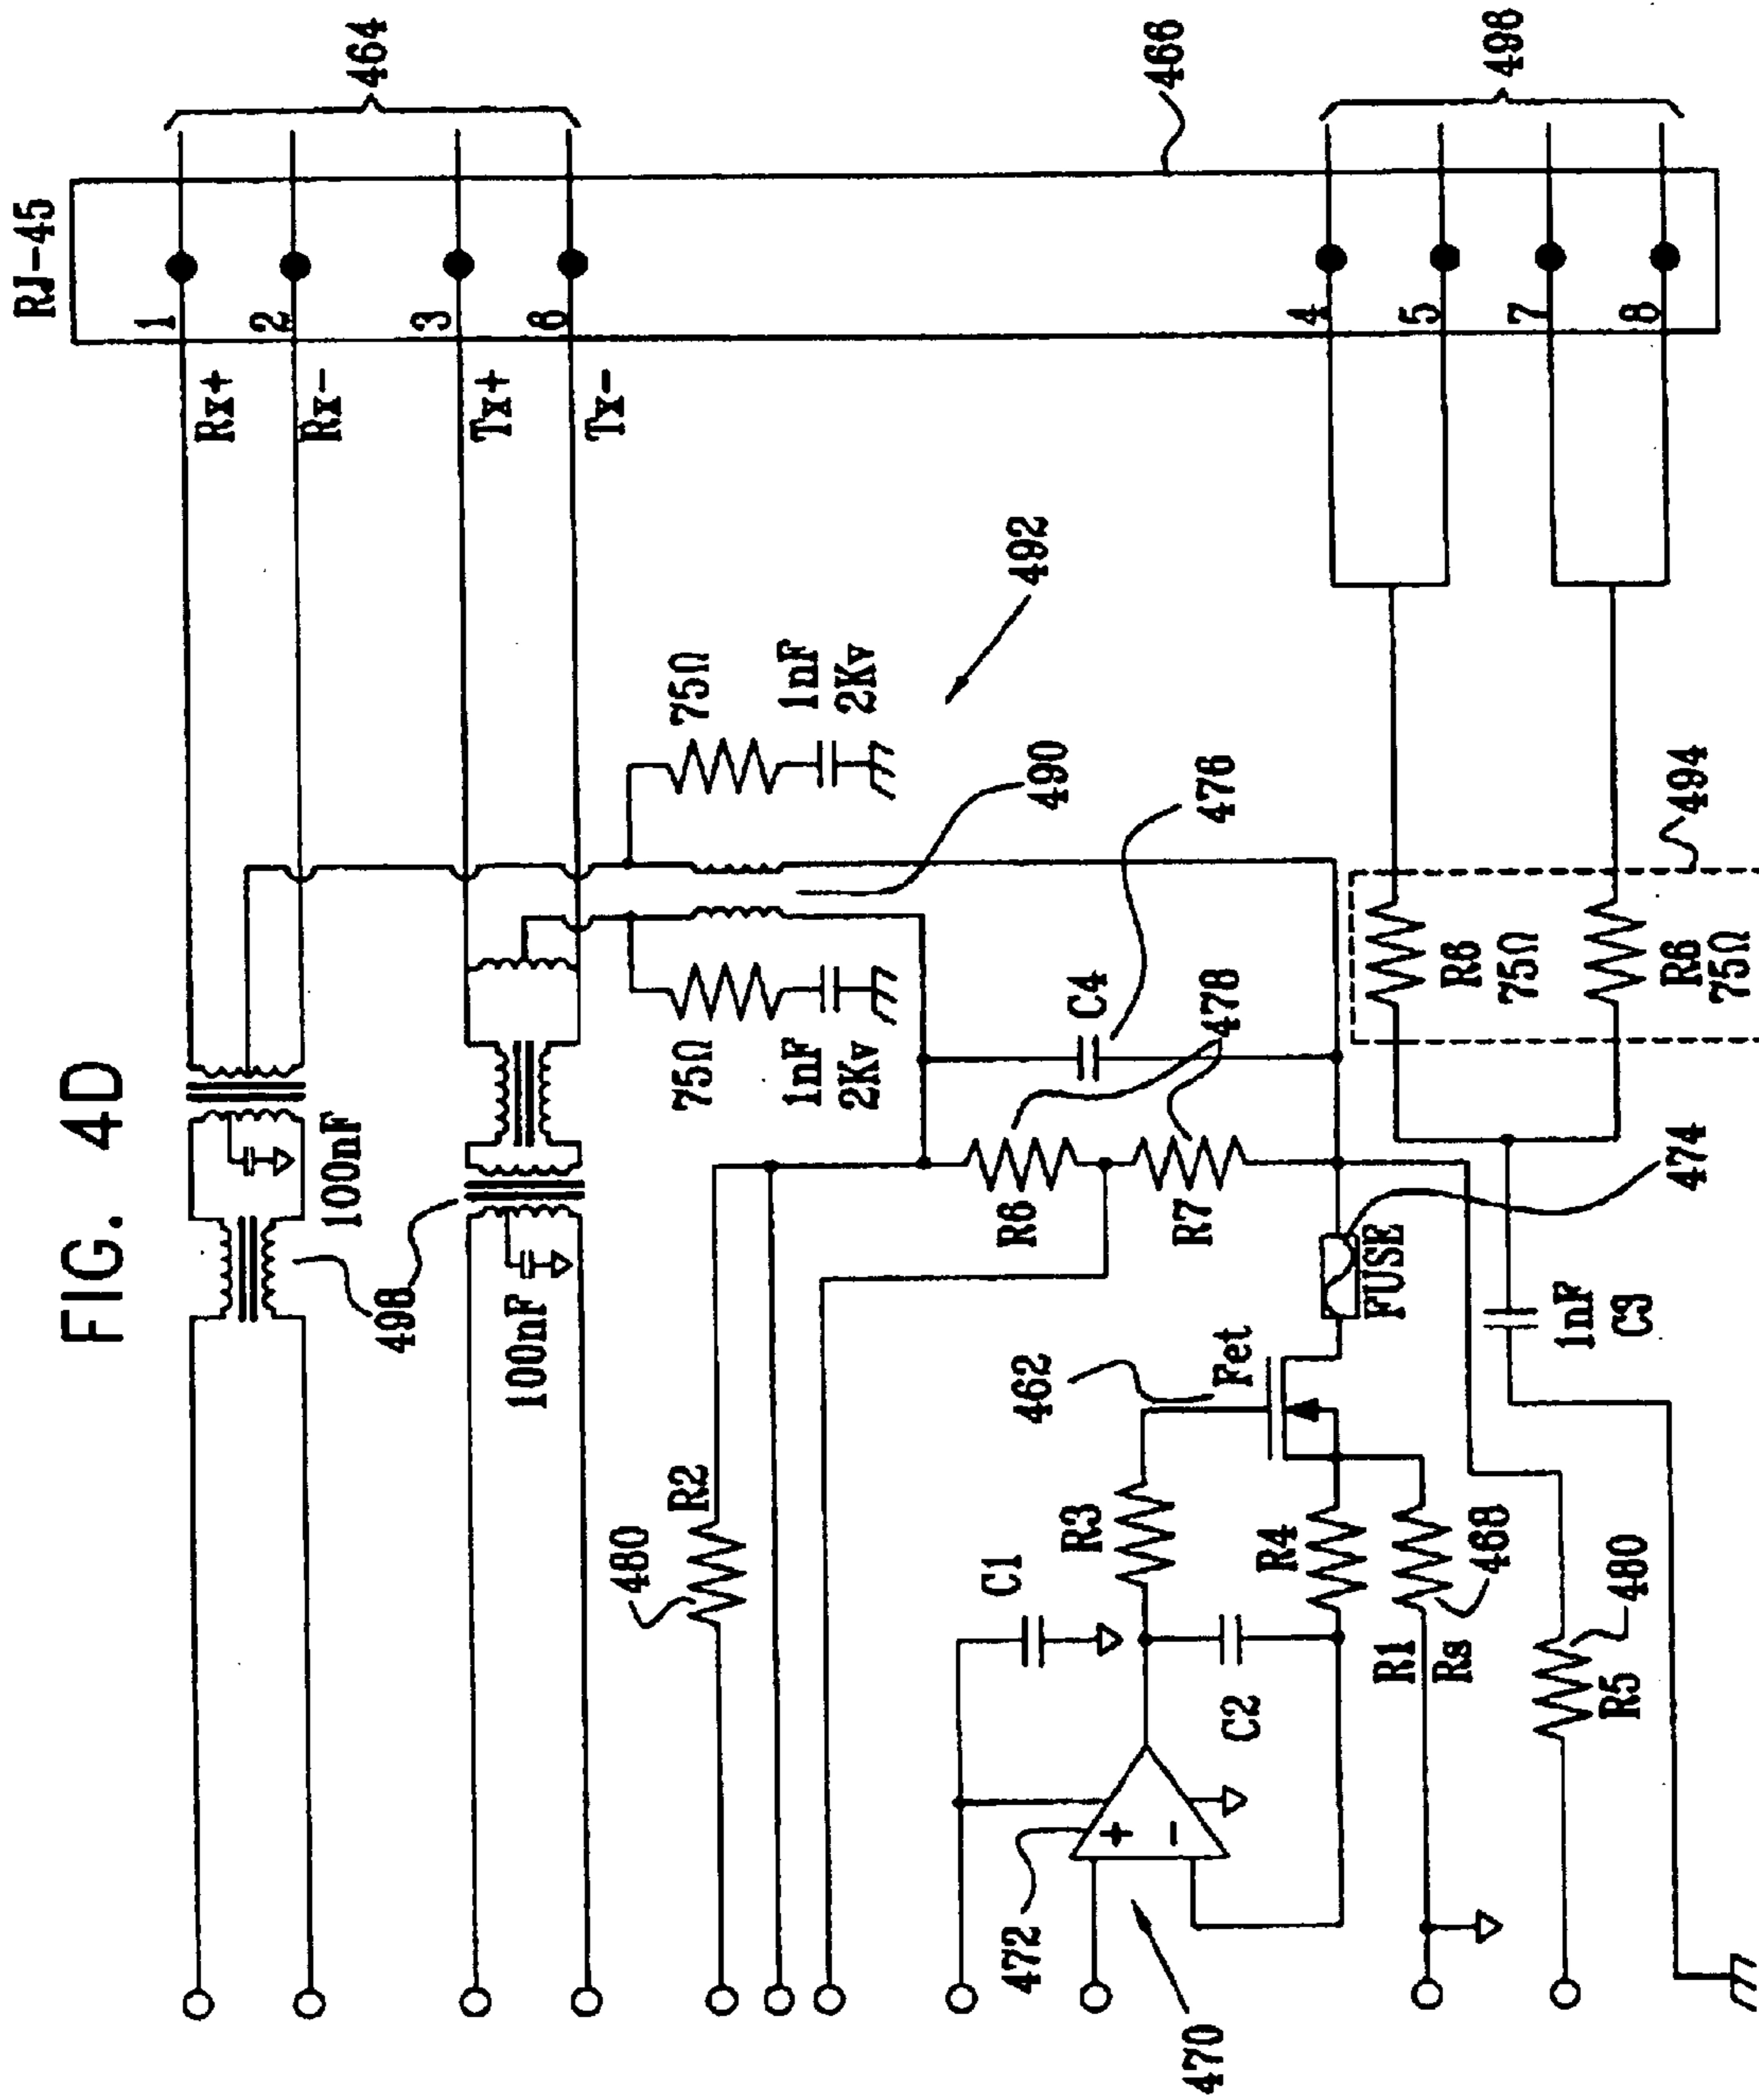 FIG. 4D
RJ-45
464
1
Rx+
2
Rx-
3
Tx+
6
Tx-
466
4
5
7
8
498
100nF
498
100nF
75Ω
1nF
2Kv
492
75Ω
1nF
2Kv
490
480
R2
C4
476
478
R6
R7
474
FUSE
462
Fet
R3
C1
C2
R4
472
470
R1
Rs
468
480
R5
1nF
C3
494
R8
75Ω
R6
75Ω